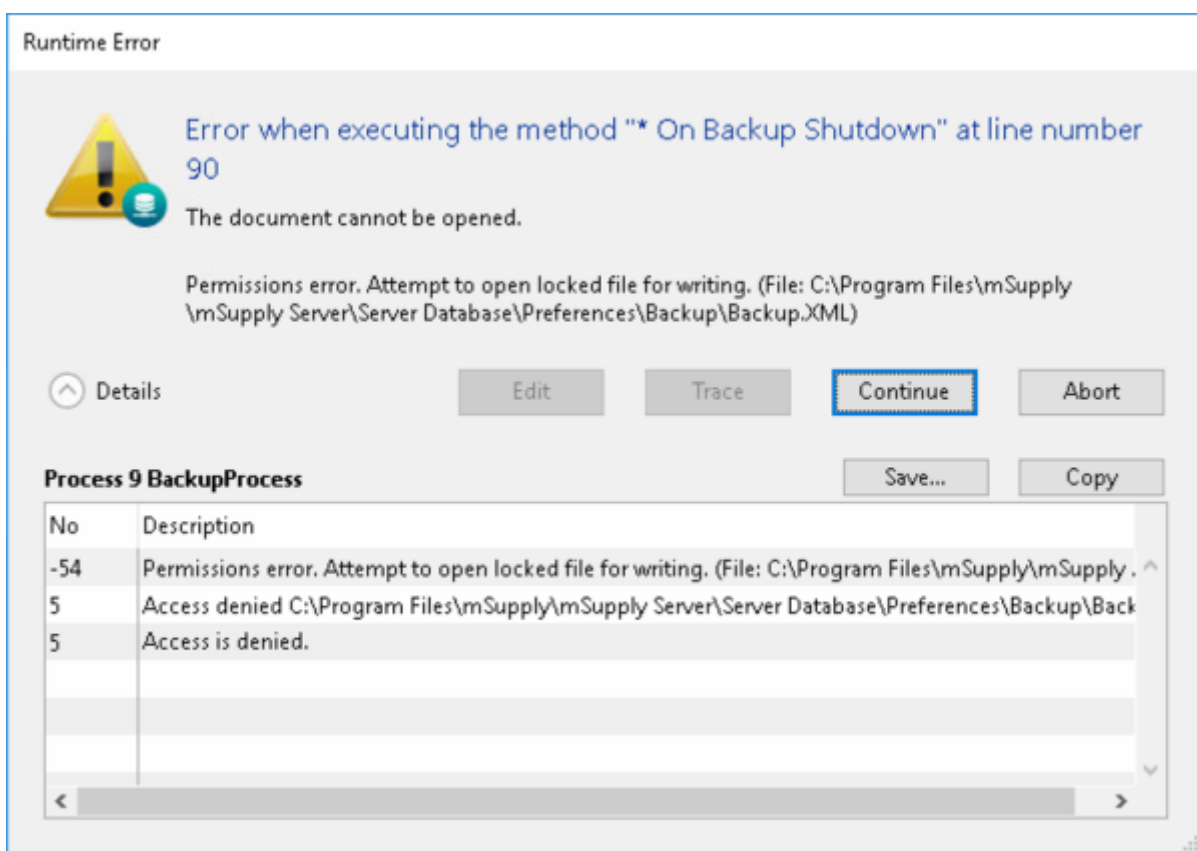 Runtime Error
Error when executing the method "* On Backup Shutdown" at line number
90
The document cannot be opened.
Permissions error. Attempt to open locked file for writing. (File: C:\Program Files\mSupply
\mSupply Server\Server Database\Preferences\Backup\Backup.XML)
Details Edit Trace Continue Abort
Process 9 BackupProcess Save... Copy
No Description
-54 Permissions error. Attempt to open locked file for writing. (File: C:\Program Files\mSupply\mSupply .
5 Access denied C:\Program Files\mSupply\mSupply Server\Server Database\Preferences\Backup\Back
5 Access is denied.